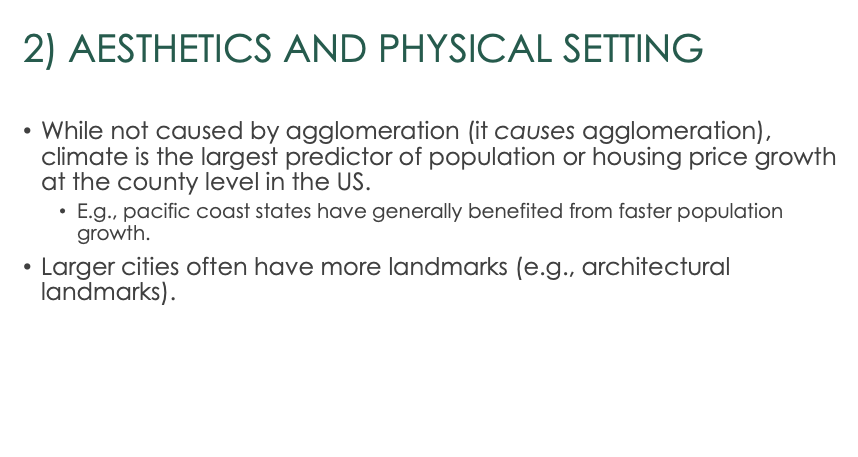 2) AESTHETICS AND PHYSICAL SETTING
• While not caused by agglomeration (it causes agglomeration),
climate is the largest predictor of population or housing price growth
at the county level in the US.
• E.g., pacific coast states have generally benefited from faster population
growth.
• Larger cities often have more landmarks (e.g., architectural
landmarks).